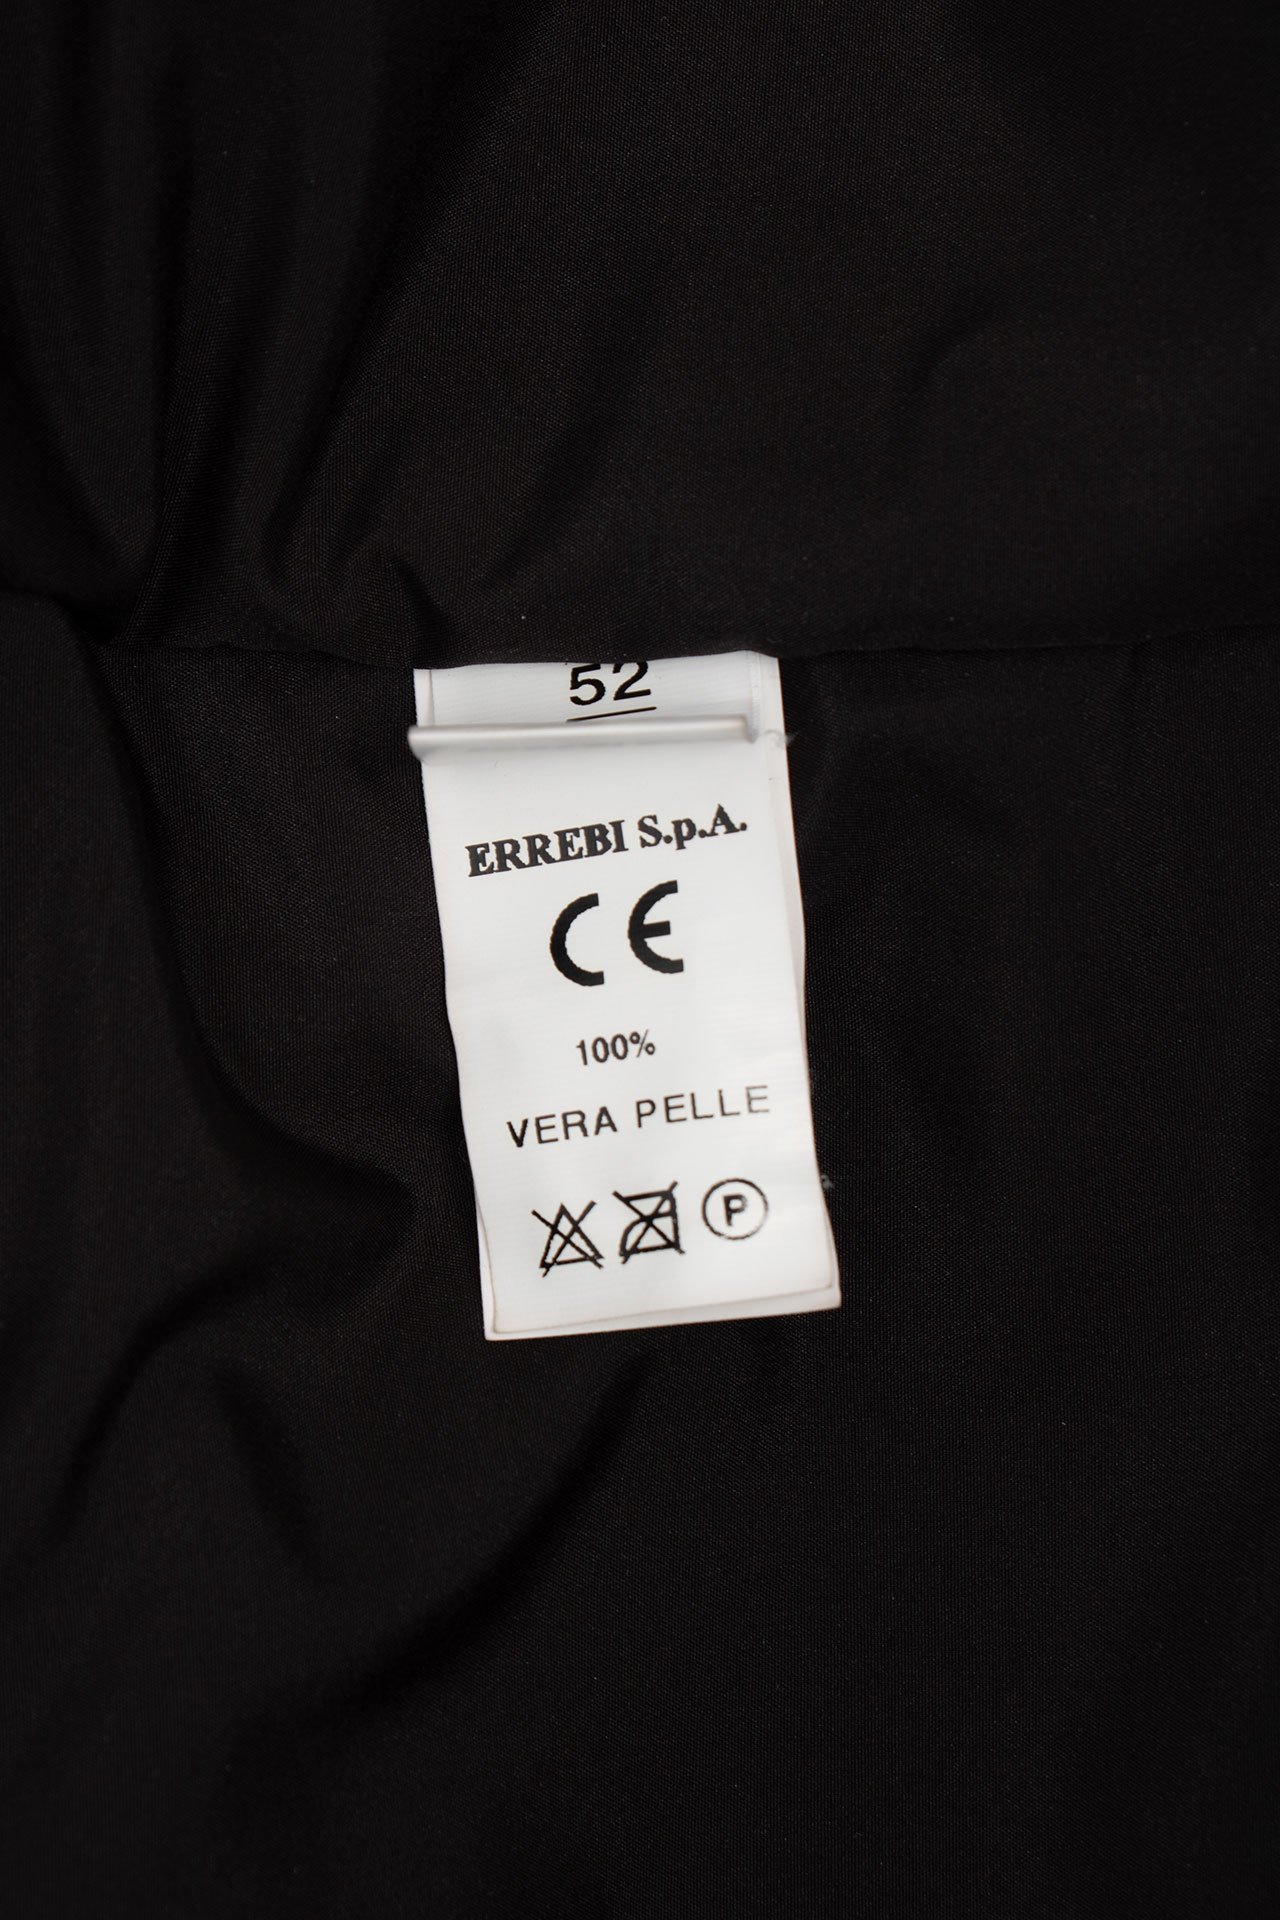 52
ERREBI S.p.A.
CE
100%
VERA PELLE
P